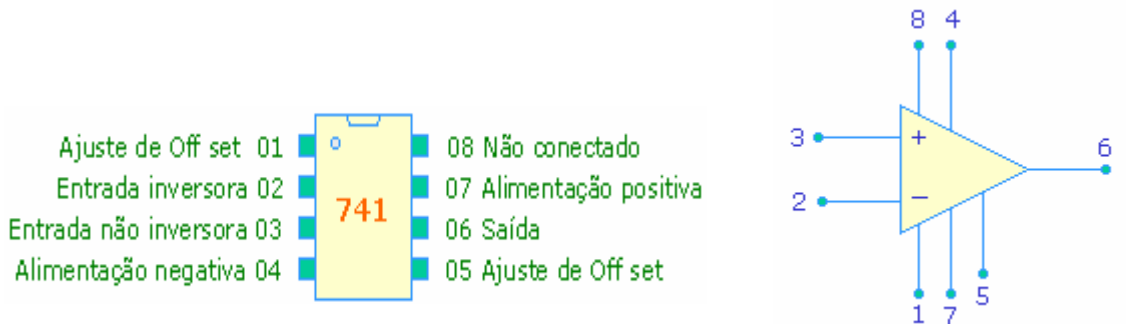 Ajuste de Off set 01
Entrada inversora 02
Entrada não inversora 03
Alimentação negativa 04
741
08 Não conectado
07 Alimentação positiva
06 Saída
05 Ajuste de Off set
8 4
3 +
6
2 −
5
1 7